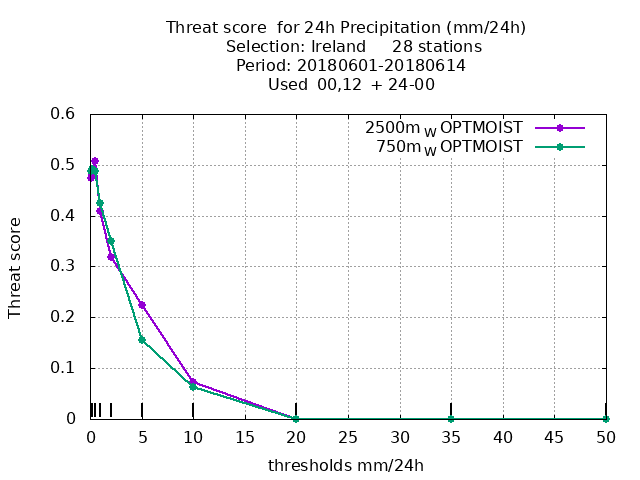 Threat score  for 24h Precipitation (mm/24h)
Selection: Ireland     28 stations
Period: 20180601-20180614
Used  00,12  + 24-00
2500m W OPTMOIST
750m W OPTMOIST
Threat score
0.6
0.5
0.4
0.3
0.2
0.1
0
0 5 10 15 20 25 30 35 40 45 50
thresholds mm/24h